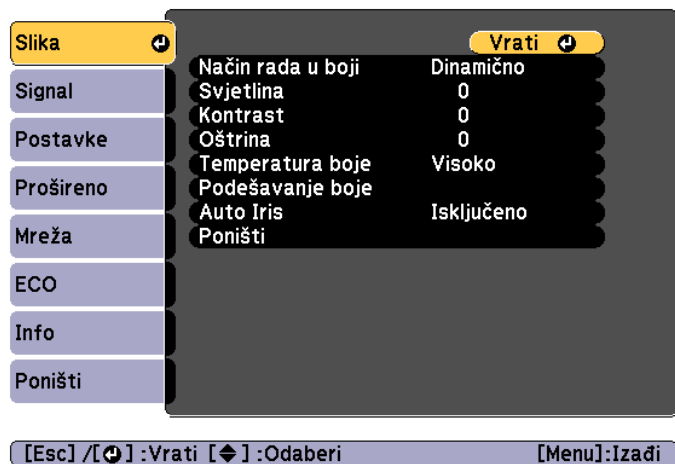 Slika
Signal
Postavke
Prošireno
Mreža
ECO
Info
Poništi
Vrati
Način rada u boji Dinamično
Svjetlina 0
Kontrast 0
Oštrina 0
Temperatura boje Visoko
Podešavanje boje
Auto Iris Isključeno
Poništi
[Esc] /[⏎] :Vrati [◆] :Odaberi [Menu]:Izađi